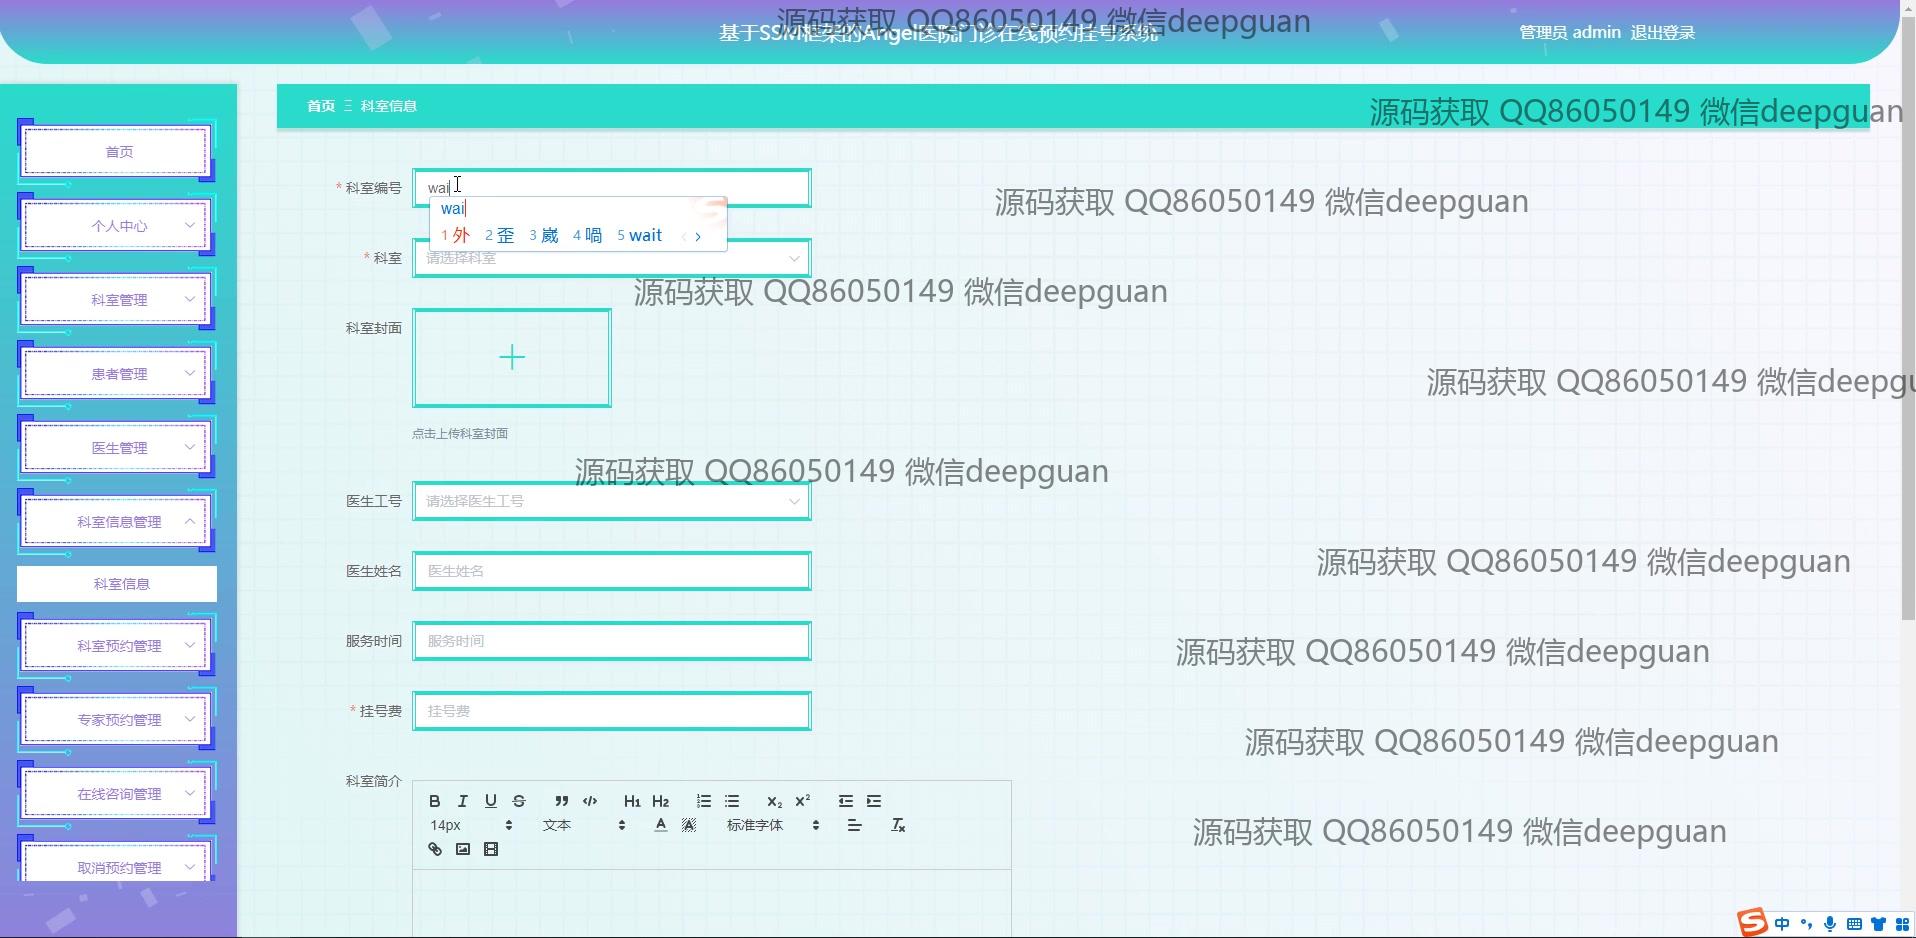 源码获取 QQ86050149 微信deepguan
基于SSM框架的Angel医院门诊在线预约挂号系统
管理员 admin 退出登录
首页 三 科室信息
源码获取 QQ86050149 微信deepguan
首页
个人中心
科室管理
患者管理
医生管理
科室信息管理
科室信息
科室预约管理
专家预约管理
在线咨询管理
取消预约管理
* 科室编号 wai
源码获取 QQ86050149 微信deepguan
wai
1 外 2 歪 3 崴 4 喎 5 wait
* 科室 请选择科室
源码获取 QQ86050149 微信deepguan
科室封面
源码获取 QQ86050149 微信deepgu
点击上传科室封面
源码获取 QQ86050149 微信deepguan
医生工号 请选择医生工号
医生姓名 医生姓名
源码获取 QQ86050149 微信deepguan
服务时间 服务时间
源码获取 QQ86050149 微信deepguan
* 挂号费 挂号费
源码获取 QQ86050149 微信deepguan
科室简介
B I U S H1 H2 X2 X2
14px 文本 A A 标准字体
源码获取 QQ86050149 微信deepguan
S 中